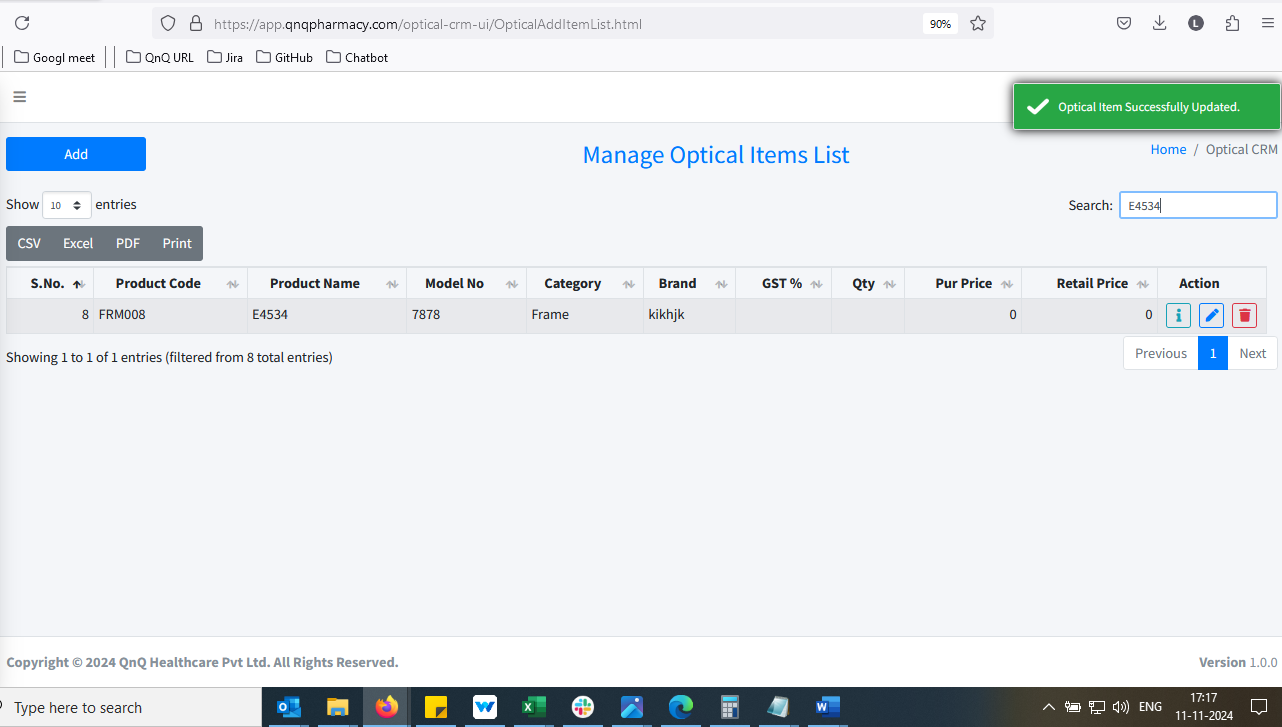 https://app.qnqpharmacy.com/optical-crm-ui/OpticalAddItemList.html
90%
L
Googl meet
QnQ URL
Jira
GitHub
Chatbot
Optical Item Successfully Updated.
Add
Manage Optical Items List
Home / Optical CRM
Show 10 entries
Search: E4534
CSV Excel PDF Print
S.No. Product Code Product Name Model No Category Brand GST % Qty Pur Price Retail Price Action
8 FRM008 E4534 7878 Frame kikhjk 0 0
Showing 1 to 1 of 1 entries (filtered from 8 total entries)
Previous 1 Next
Copyright © 2024 QnQ Healthcare Pvt Ltd. All Rights Reserved.
Version 1.0.0
Type here to search
ENG
17:17
11-11-2024